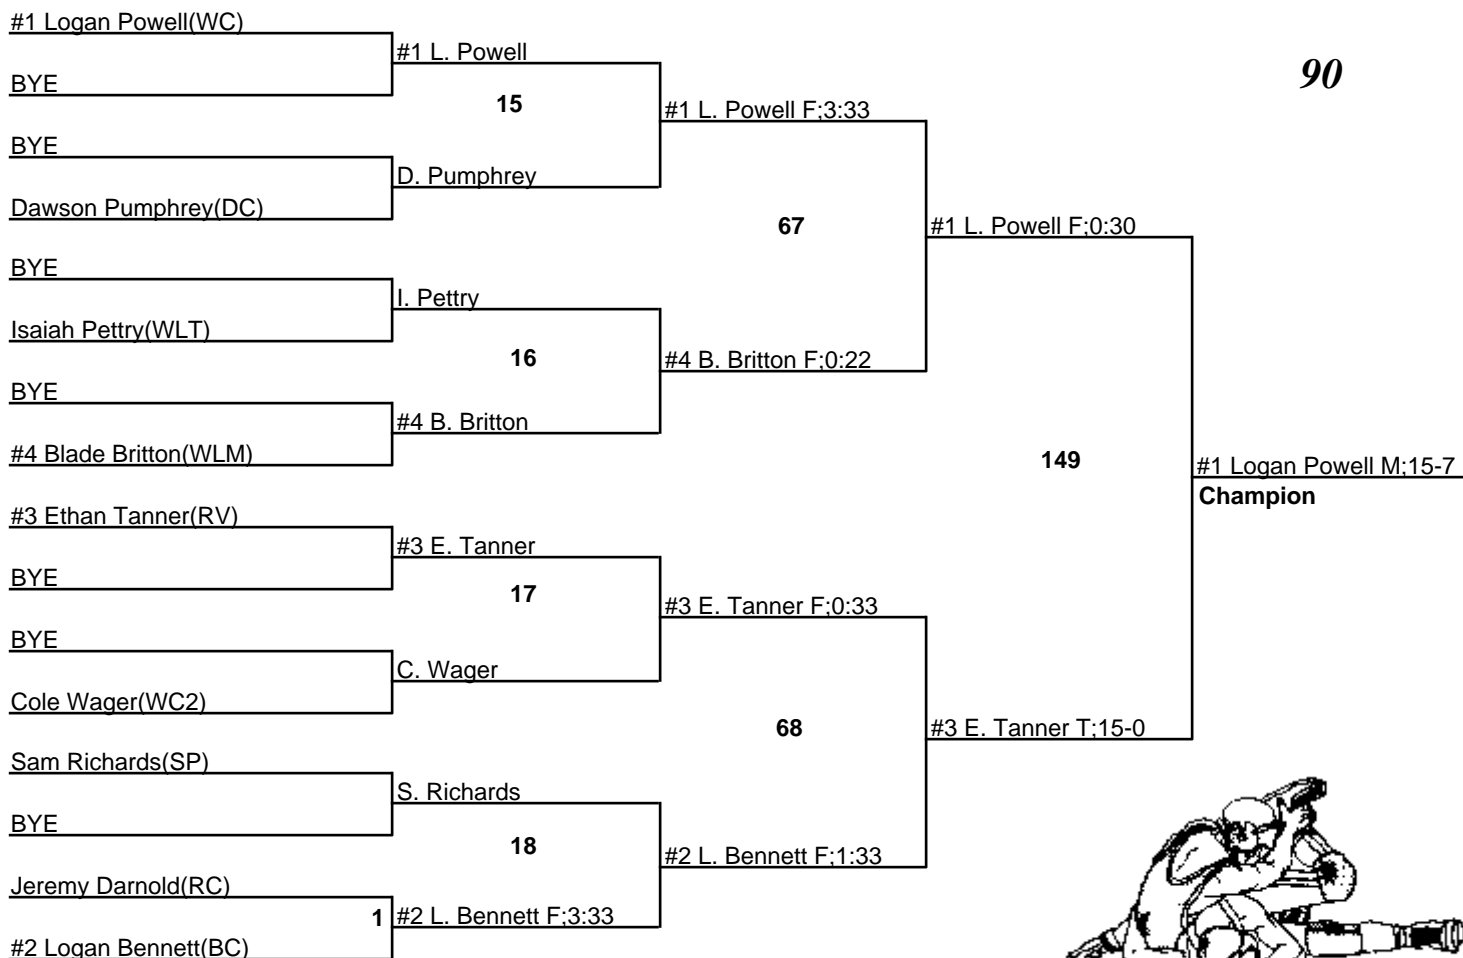 #1 Logan Powell(WC)
#1 L. Powell
90
BYE
15
#1 L. Powell F;3:33
BYE
D. Pumphrey
Dawson Pumphrey(DC)
67
#1 L. Powell F;0:30
BYE
I. Pettry
Isaiah Pettry(WLT)
16
#4 B. Britton F;0:22
BYE
#4 B. Britton
#4 Blade Britton(WLM)
149
#1 Logan Powell M;15-7
Champion
#3 Ethan Tanner(RV)
#3 E. Tanner
BYE
17
#3 E. Tanner F;0:33
BYE
C. Wager
Cole Wager(WC2)
68
#3 E. Tanner T;15-0
Sam Richards(SP)
S. Richards
BYE
18
#2 L. Bennett F;1:33
Jeremy Darnold(RC)
1
#2 L. Bennett F;3:33
#2 Logan Bennett(BC)